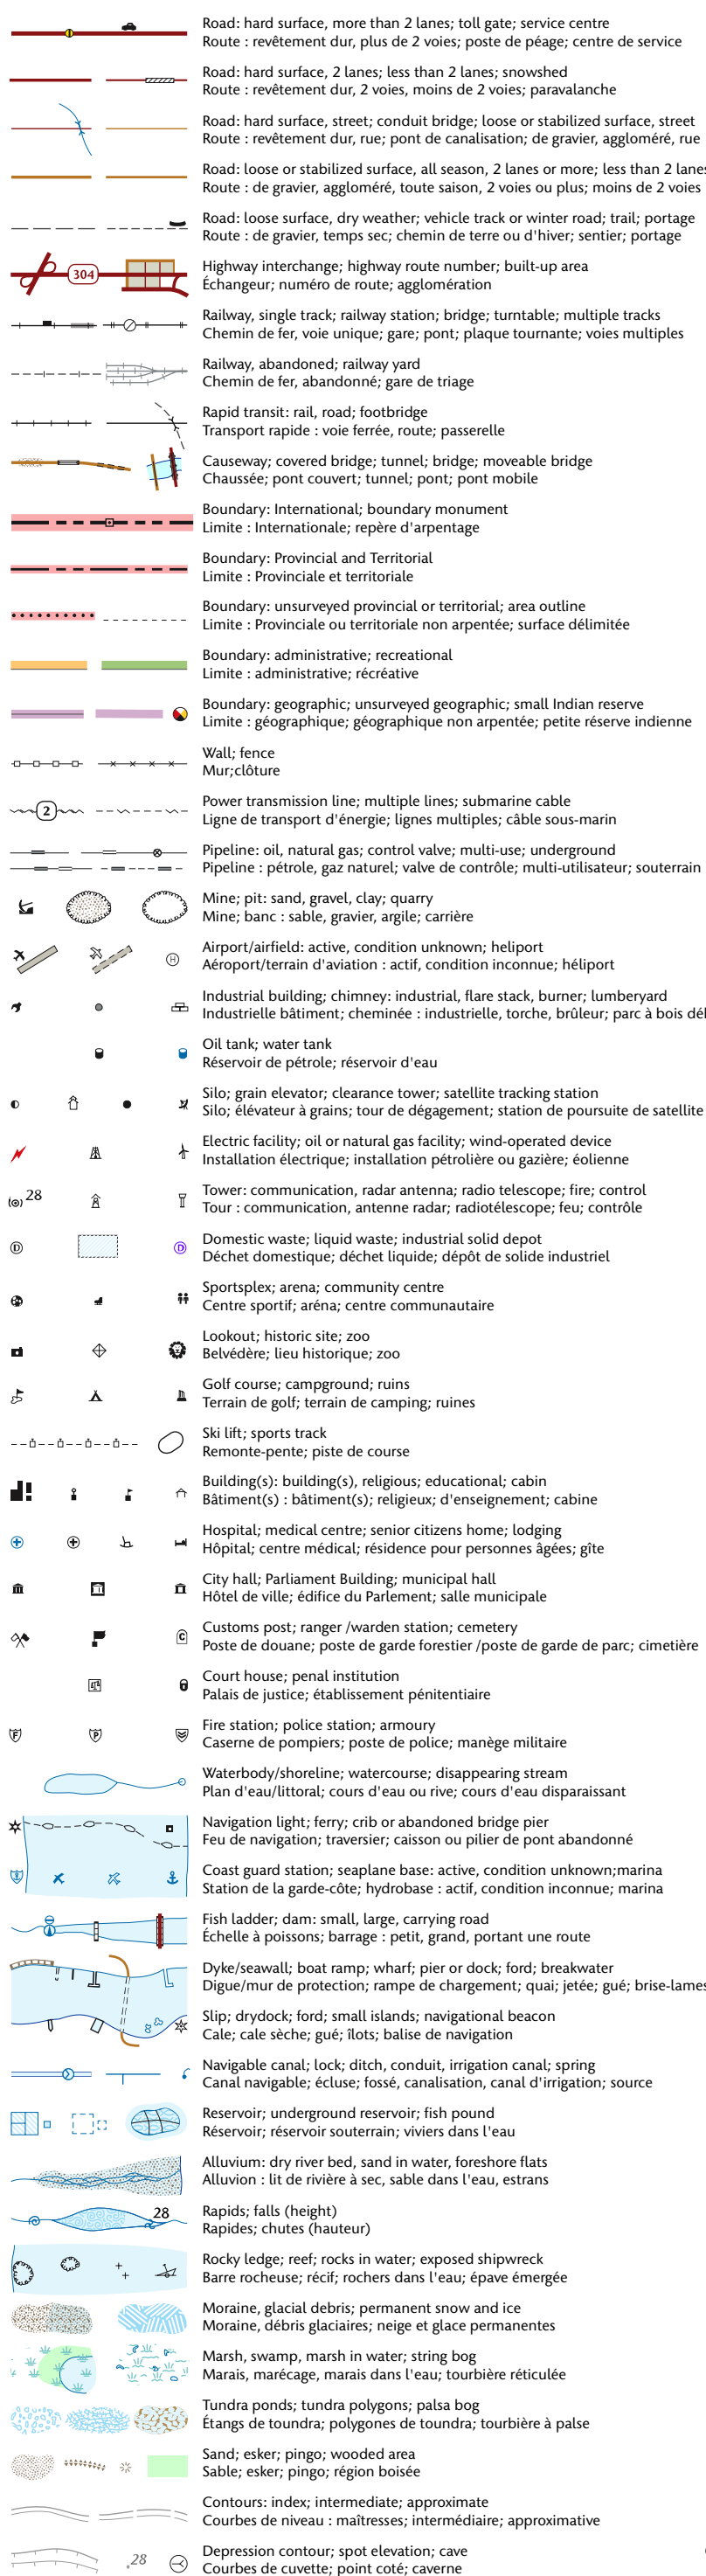 Road: hard surface, more than 2 lanes; toll gate; service centre
Route : revêtement dur, plus de 2 voies; poste de péage; centre de service
Road: hard surface, 2 lanes; less than 2 lanes; snowshed
Route : revêtement dur, 2 voies, moins de 2 voies; paravalanche
Road: hard surface, street; conduit bridge; loose or stabilized surface, street
Route : revêtement dur, rue; pont de canalisation; de gravier, aggloméré, rue
Road: loose or stabilized surface, all season, 2 lanes or more; less than 2 lanes
Route : de gravier, aggloméré, toute saison, 2 voies ou plus; moins de 2 voies
Road: loose surface, dry weather; vehicle track or winter road; trail; portage
Route : de gravier, temps sec; chemin de terre ou d'hiver; sentier; portage
304
Highway interchange; highway route number; built-up area
Échangeur; numéro de route; agglomération
Railway, single track; railway station; bridge; turntable; multiple tracks
Chemin de fer, voie unique; gare; pont; plaque tournante; voies multiples
Railway, abandoned; railway yard
Chemin de fer, abandonné; gare de triage
Rapid transit: rail, road; footbridge
Transport rapide : voie ferrée, route; passerelle
Causeway; covered bridge; tunnel; bridge; moveable bridge
Chaussée; pont couvert; tunnel; pont; pont mobile
Boundary: International; boundary monument
Limite : Internationale; repère d'arpentage
Boundary: Provincial and Territorial
Limite : Provinciale et territoriale
Boundary: unsurveyed provincial or territorial; area outline
Limite : Provinciale ou territoriale non arpentée; surface délimitée
Boundary: administrative; recreational
Limite : administrative; récréative
Boundary: geographic; unsurveyed geographic; small Indian reserve
Limite : géographique; géographique non arpentée; petite réserve indienne
Wall; fence
Mur;clôture
2
Power transmission line; multiple lines; submarine cable
Ligne de transport d'énergie; lignes multiples; câble sous-marin
Pipeline: oil, natural gas; control valve; multi-use; underground
Pipeline : pétrole, gaz naturel; valve de contrôle; multi-utilisateur; souterrain
Mine; pit: sand, gravel, clay; quarry
Mine; banc : sable, gravier, argile; carrière
H
Airport/airfield: active, condition unknown; heliport
Aéroport/terrain d'aviation : actif, condition inconnue; héliport
Industrial building; chimney: industrial, flare stack, burner; lumberyard
Industrielle bâtiment; cheminée : industrielle, torche, brûleur; parc à bois dél
Oil tank; water tank
Réservoir de pétrole; réservoir d'eau
Silo; grain elevator; clearance tower; satellite tracking station
Silo; élévateur à grains; tour de dégagement; station de poursuite de satellite
Electric facility; oil or natural gas facility; wind-operated device
Installation électrique; installation pétrolière ou gazière; éolienne
28
Tower: communication, radar antenna; radio telescope; fire; control
Tour : communication, antenne radar; radiotélescope; feu; contrôle
D D
Domestic waste; liquid waste; industrial solid depot
Déchet domestique; déchet liquide; dépôt de solide industriel
Sportsplex; arena; community centre
Centre sportif; aréna; centre communautaire
Lookout; historic site; zoo
Belvédère; lieu historique; zoo
Golf course; campground; ruins
Terrain de golf; terrain de camping; ruines
Ski lift; sports track
Remonte-pente; piste de course
Building(s): building(s), religious; educational; cabin
Bâtiment(s) : bâtiment(s); religieux; d'enseignement; cabine
Hospital; medical centre; senior citizens home; lodging
Hôpital; centre médical; résidence pour personnes âgées; gîte
City hall; Parliament Building; municipal hall
Hôtel de ville; édifice du Parlement; salle municipale
C
Customs post; ranger /warden station; cemetery
Poste de douane; poste de garde forestier /poste de garde de parc; cimetière
Court house; penal institution
Palais de justice; établissement pénitentiaire
F P
Fire station; police station; armoury
Caserne de pompiers; poste de police; manège militaire
Waterbody/shoreline; watercourse; disappearing stream
Plan d'eau/littoral; cours d'eau ou rive; cours d'eau disparaissant
Navigation light; ferry; crib or abandoned bridge pier
Feu de navigation; traversier; caisson ou pilier de pont abandonné
Coast guard station; seaplane base: active, condition unknown;marina
Station de la garde-côte; hydrobase : actif, condition inconnue; marina
Fish ladder; dam: small, large, carrying road
Échelle à poissons; barrage : petit, grand, portant une route
Dyke/seawall; boat ramp; wharf; pier or dock; ford; breakwater
Digue/mur de protection; rampe de chargement; quai; jetée; gué; brise-lames
Slip; drydock; ford; small islands; navigational beacon
Cale; cale sèche; gué; îlots; balise de navigation
Navigable canal; lock; ditch, conduit, irrigation canal; spring
Canal navigable; écluse; fossé, canalisation, canal d'irrigation; source
Reservoir; underground reservoir; fish pound
Réservoir; réservoir souterrain; viviers dans l'eau
Alluvium: dry river bed, sand in water, foreshore flats
Alluvion : lit de rivière à sec, sable dans l'eau, estrans
28
Rapids; falls (height)
Rapides; chutes (hauteur)
Rocky ledge; reef; rocks in water; exposed shipwreck
Barre rocheuse; récif; rochers dans l'eau; épave émergée
Moraine, glacial debris; permanent snow and ice
Moraine, débris glaciaires; neige et glace permanentes
Marsh, swamp, marsh in water; string bog
Marais, marécage, marais dans l'eau; tourbière réticulée
Tundra ponds; tundra polygons; palsa bog
Étangs de toundra; polygones de toundra; tourbière à palse
Sand; esker; pingo; wooded area
Sable; esker; pingo; région boisée
Contours: index; intermediate; approximate
Courbes de niveau : maîtresses; intermédiaire; approximative
28
Depression contour; spot elevation; cave
Courbes de cuvette; point coté; caverne